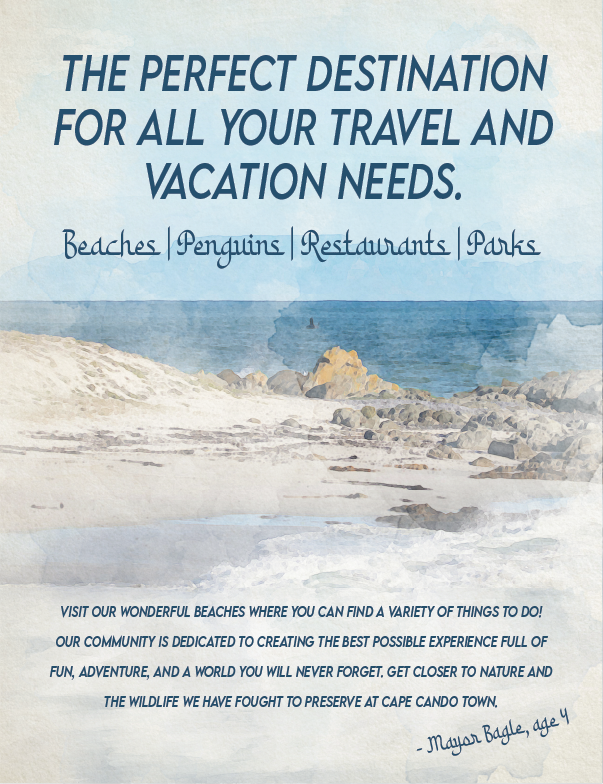 THE PERFECT DESTINATION
FOR ALL YOUR TRAVEL AND
VACATION NEEDS.
Beaches | Penguins | Restaurants | Parks
VISIT OUR WONDERFUL BEACHES WHERE YOU CAN FIND A VARIETY OF THINGS TO DO!
OUR COMMUNITY IS DEDICATED TO CREATING THE BEST POSSIBLE EXPERIENCE FULL OF
FUN, ADVENTURE, AND A WORLD YOU WILL NEVER FORGET. GET CLOSER TO NATURE AND
THE WILDLIFE WE HAVE FOUGHT TO PRESERVE AT CAPE CANDO TOWN.
- Mayor Bagle, age 4